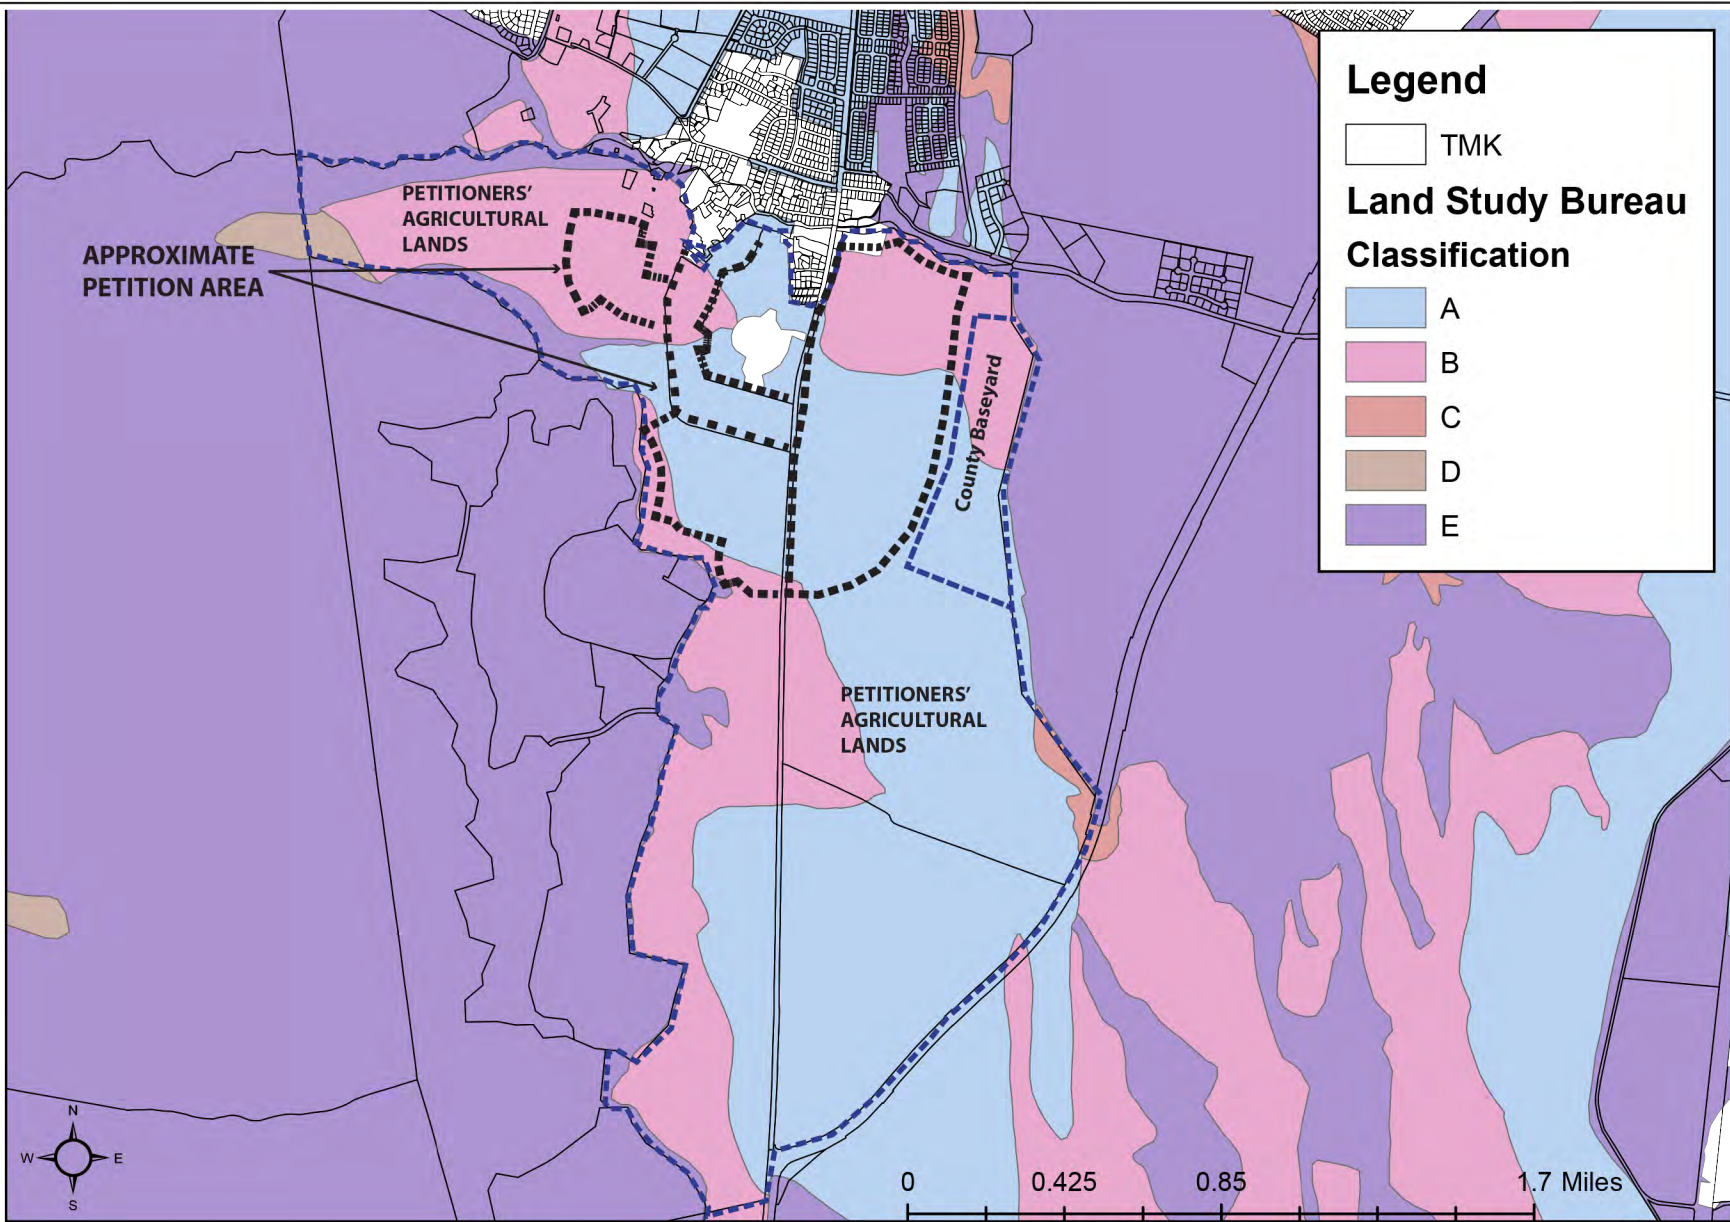 Legend
TMK
Land Study Bureau
Classification
A
B
C
D
E
PETITIONERS'
AGRICULTURAL
LANDS
APPROXIMATE
PETITION AREA
County Baseyard
PETITIONERS'
AGRICULTURAL
LANDS
N
W
E
S
0
0.425
0.85
1.7 Miles